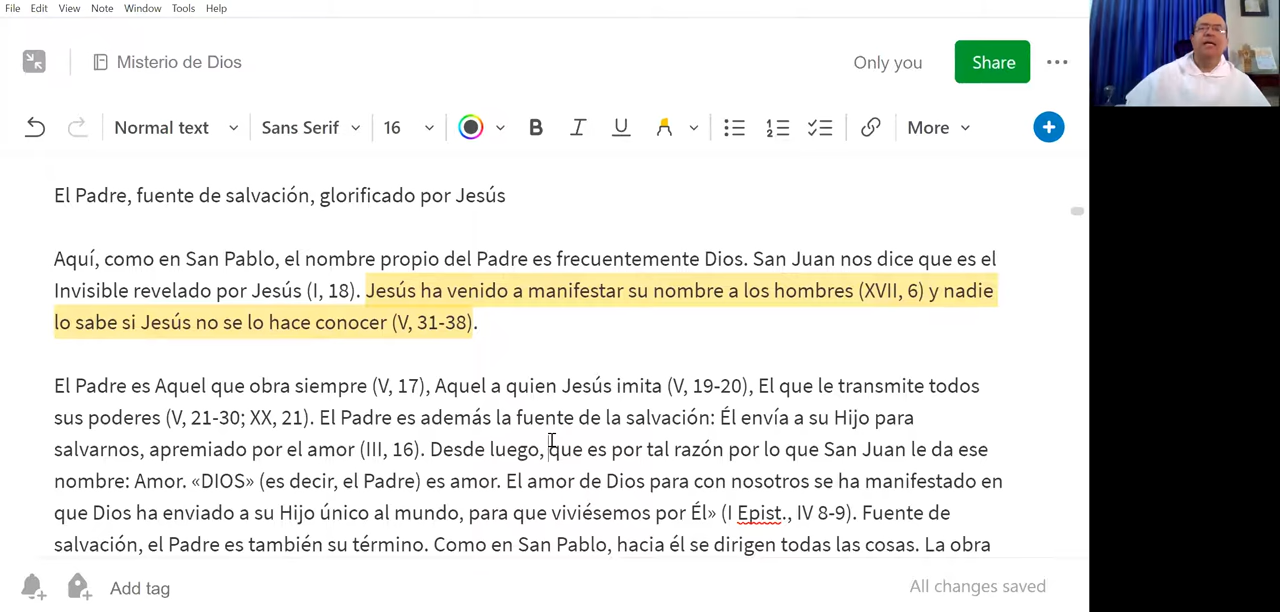 File Edit View Note Window Tools Help
Misterio de Dios Only you Share
Normal text Sans Serif 16 B I U A More
El Padre, fuente de salvación, glorificado por Jesús
Aquí, como en San Pablo, el nombre propio del Padre es frecuentemente Dios. San Juan nos dice que es el
Invisible revelado por Jesús (I, 18). Jesús ha venido a manifestar su nombre a los hombres (XVII, 6) y nadie
lo sabe si Jesús no se lo hace conocer (V, 31-38).
El Padre es Aquel que obra siempre (V, 17), Aquel a quien Jesús imita (V, 19-20), El que le transmite todos
sus poderes (V, 21-30; XX, 21). El Padre es además la fuente de la salvación: Él envía a su Hijo para
salvarnos, apremiado por el amor (III, 16). Desde luego, que es por tal razón por lo que San Juan le da ese
nombre: Amor. «DIOS» (es decir, el Padre) es amor. El amor de Dios para con nosotros se ha manifestado en
que Dios ha enviado a su Hijo único al mundo, para que viviésemos por Él» (I Epist., IV 8-9). Fuente de
salvación, el Padre es también su término. Como en San Pablo, hacia él se dirigen todas las cosas. La obra
Add tag All changes saved